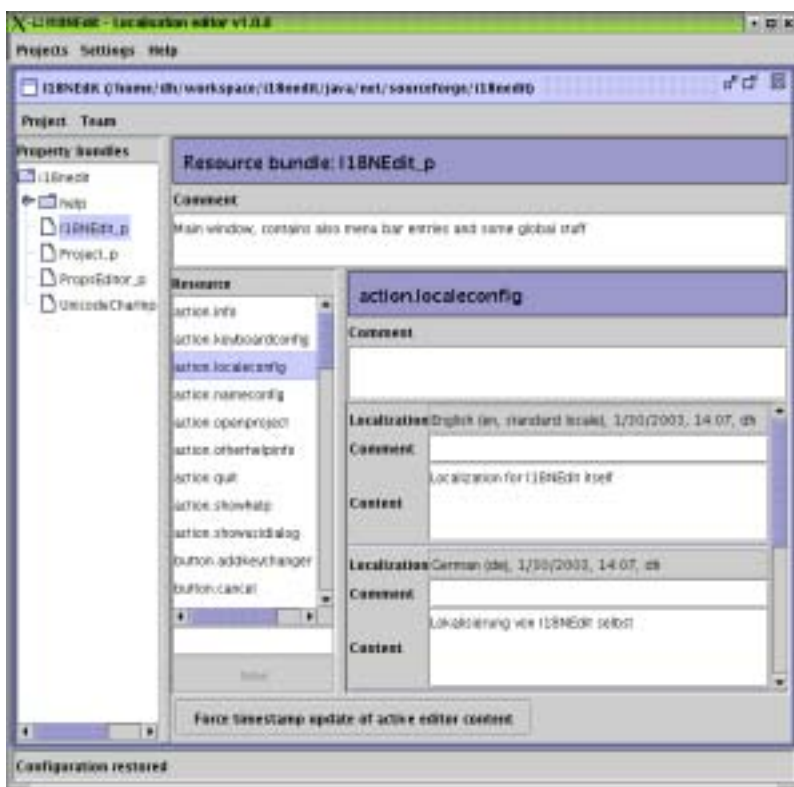 I18NEdit - Localisation editor v1.0.0
Projects Settings Help
I18NEdit (/home/dh/workspace/i18nedit/java/net/sourceforge/i18nedit)
Project Team
Property bundles
i18nedit
help
I18NEdit_p
Project_p
PropsEditor_p
Resource bundle: I18NEdit_p
Comment
Main window, contains also menu bar entries and some global stuff
Resource
action.info
action.keyboardconfig
action.localeconfig
action.nameconfig
action.openproject
action.otherhelpinfo
action.quit
action.showhelp
button.addkeychanger
button.cancel
action.localeconfig
Comment
Localization English (en, standard locale), 1/30/2003, 14:07, dh
Comment
Localization for I18NEdit itself
Content
Localization German (de), 1/30/2003, 14:07, dh
Comment
Lokalisierung von I18NEdit selbst
Content
Force timestamp update of active editor content
Configuration restored